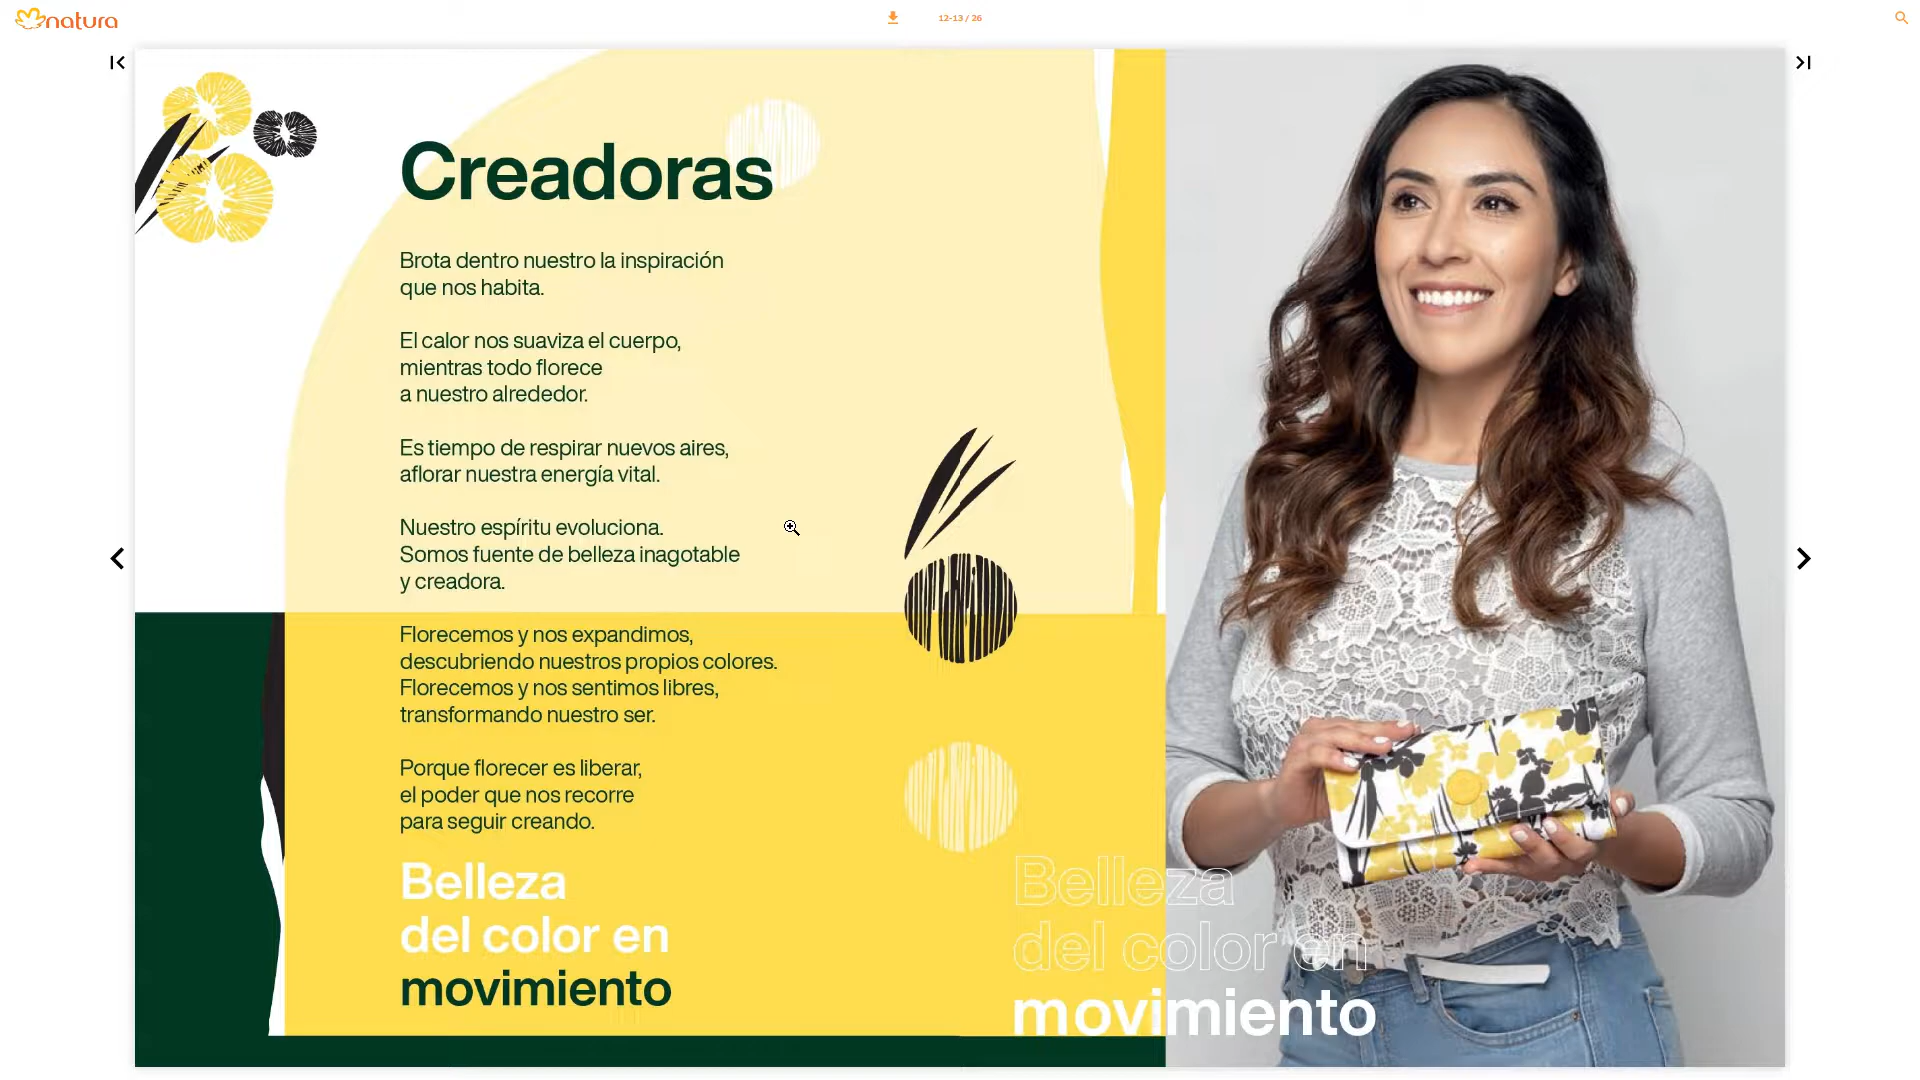 natura
12-13 / 26
Creadoras
Brota dentro nuestro la inspiración
que nos habita.
El calor nos suaviza el cuerpo,
mientras todo florece
a nuestro alrededor.
Es tiempo de respirar nuevos aires,
aflorar nuestra energía vital.
Nuestro espíritu evoluciona.
Somos fuente de belleza inagotable
y creadora.
Florecemos y nos expandimos,
descubriendo nuestros propios colores.
Florecemos y nos sentimos libres,
transformando nuestro ser.
Porque florecer es liberar,
el poder que nos recorre
para seguir creando.
Belleza
del color en
movimiento
Belleza
del color en
movimiento